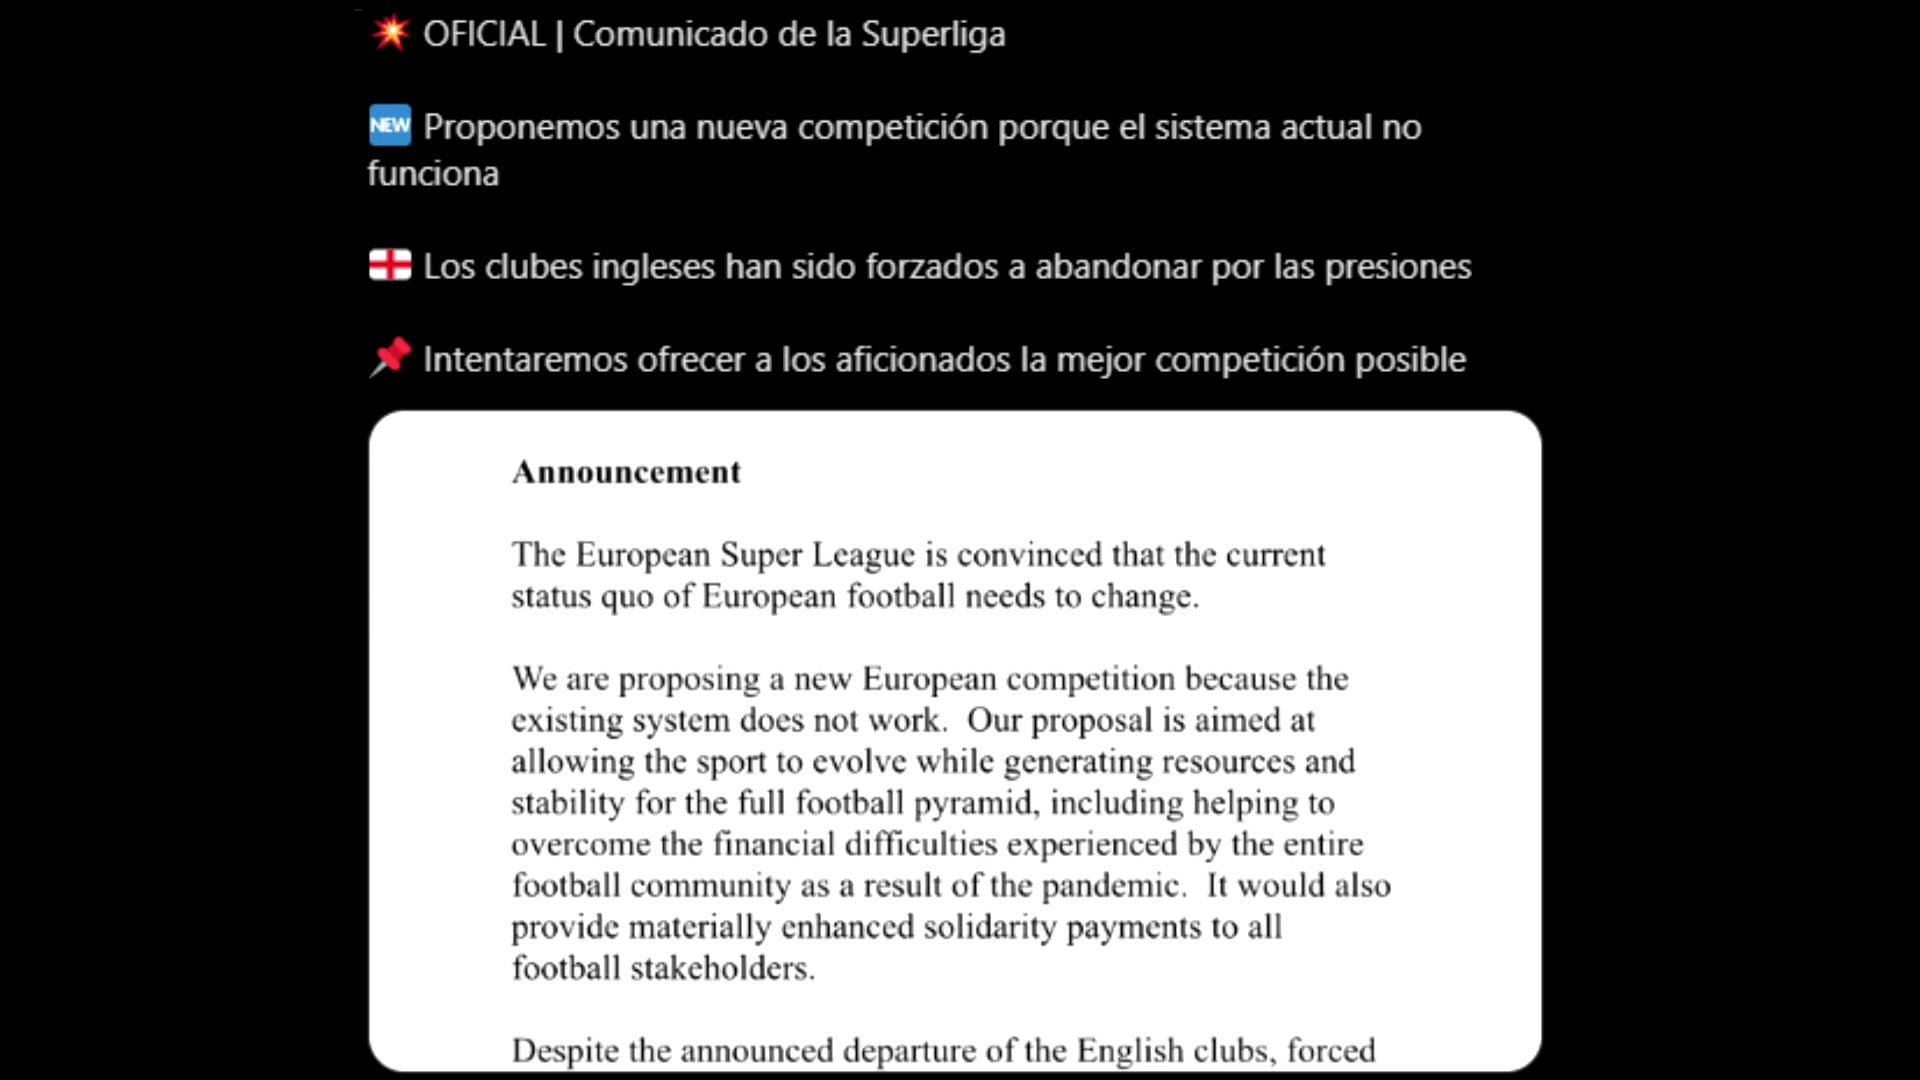 💥 OFICIAL | Comunicado de la Superliga
🆕 Proponemos una nueva competición porque el sistema actual no
funciona
🏴󠁧󠁢󠁥󠁮󠁧󠁿 Los clubes ingleses han sido forzados a abandonar por las presiones
📌 Intentaremos ofrecer a los aficionados la mejor competición posible
Announcement
The European Super League is convinced that the current
status quo of European football needs to change.
We are proposing a new European competition because the
existing system does not work.  Our proposal is aimed at
allowing the sport to evolve while generating resources and
stability for the full football pyramid, including helping to
overcome the financial difficulties experienced by the entire
football community as a result of the pandemic.  It would also
provide materially enhanced solidarity payments to all
football stakeholders.
Despite the announced departure of the English clubs, forced